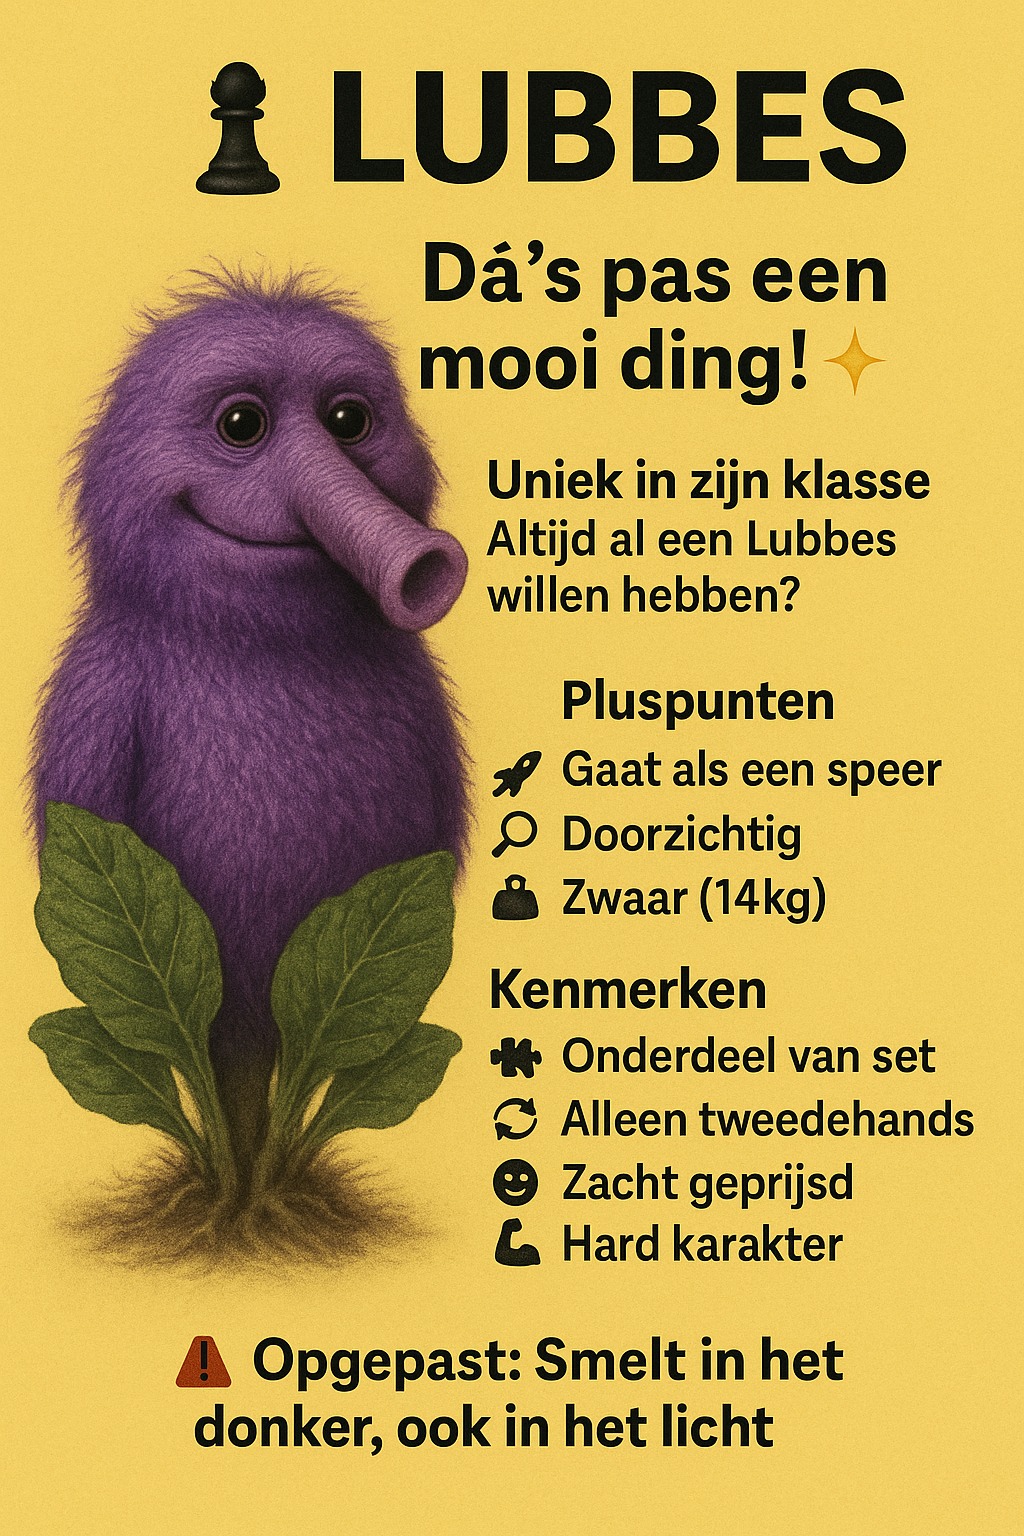 LUBBES
Dá’s pas een
mooi ding!
Uniek in zijn klasse
Altijd al een Lubbes
willen hebben?
Pluspunten
Gaat als een speer
Doorzichtig
Zwaar (14kg)
Kenmerken
Onderdeel van set
Alleen tweedehands
Zacht geprijsd
Hard karakter
Opgepast: Smelt in het
donker, ook in het licht